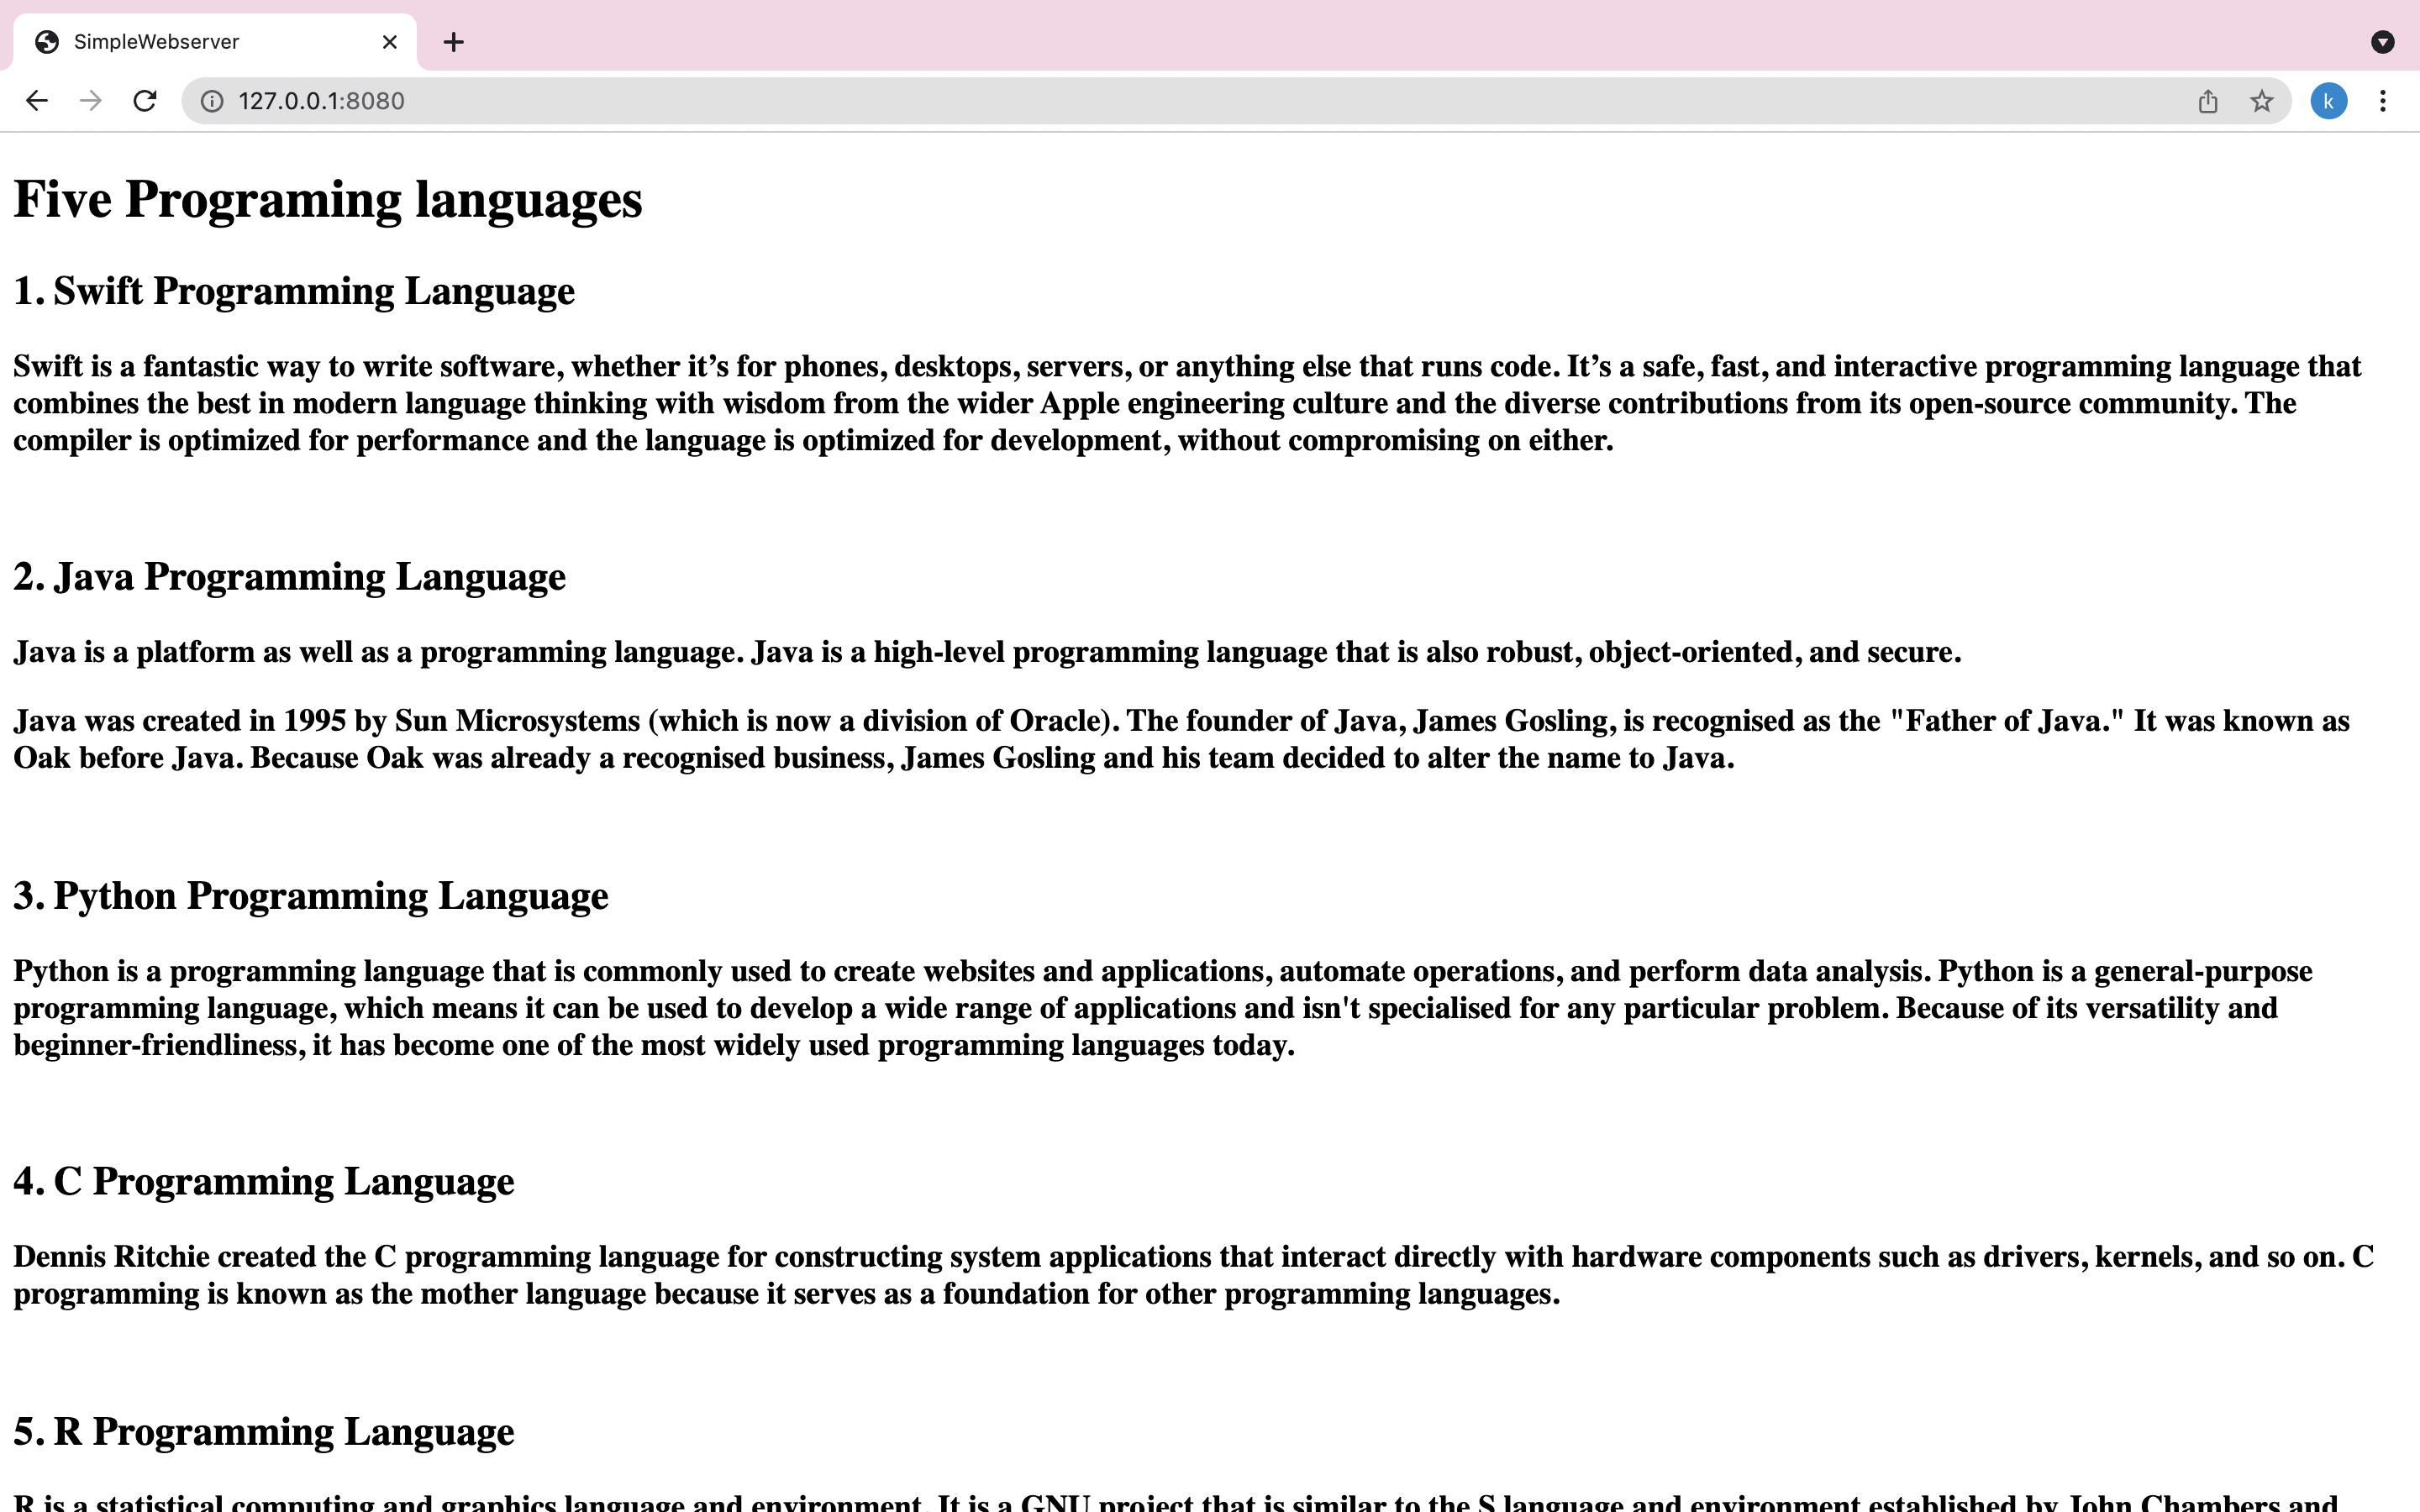 SimpleWebserver
127.0.0.1:8080
k
Five Programing languages
1. Swift Programming Language
Swift is a fantastic way to write software, whether it’s for phones, desktops, servers, or anything else that runs code. It’s a safe, fast, and interactive programming language that
combines the best in modern language thinking with wisdom from the wider Apple engineering culture and the diverse contributions from its open-source community. The
compiler is optimized for performance and the language is optimized for development, without compromising on either.
2. Java Programming Language
Java is a platform as well as a programming language. Java is a high-level programming language that is also robust, object-oriented, and secure.
Java was created in 1995 by Sun Microsystems (which is now a division of Oracle). The founder of Java, James Gosling, is recognised as the "Father of Java." It was known as
Oak before Java. Because Oak was already a recognised business, James Gosling and his team decided to alter the name to Java.
3. Python Programming Language
Python is a programming language that is commonly used to create websites and applications, automate operations, and perform data analysis. Python is a general-purpose
programming language, which means it can be used to develop a wide range of applications and isn't specialised for any particular problem. Because of its versatility and
beginner-friendliness, it has become one of the most widely used programming languages today.
4. C Programming Language
Dennis Ritchie created the C programming language for constructing system applications that interact directly with hardware components such as drivers, kernels, and so on. C
programming is known as the mother language because it serves as a foundation for other programming languages.
5. R Programming Language
R is a statistical computing and graphics language and environment. It is a GNU project that is similar to the S language and environment established by John Chambers and